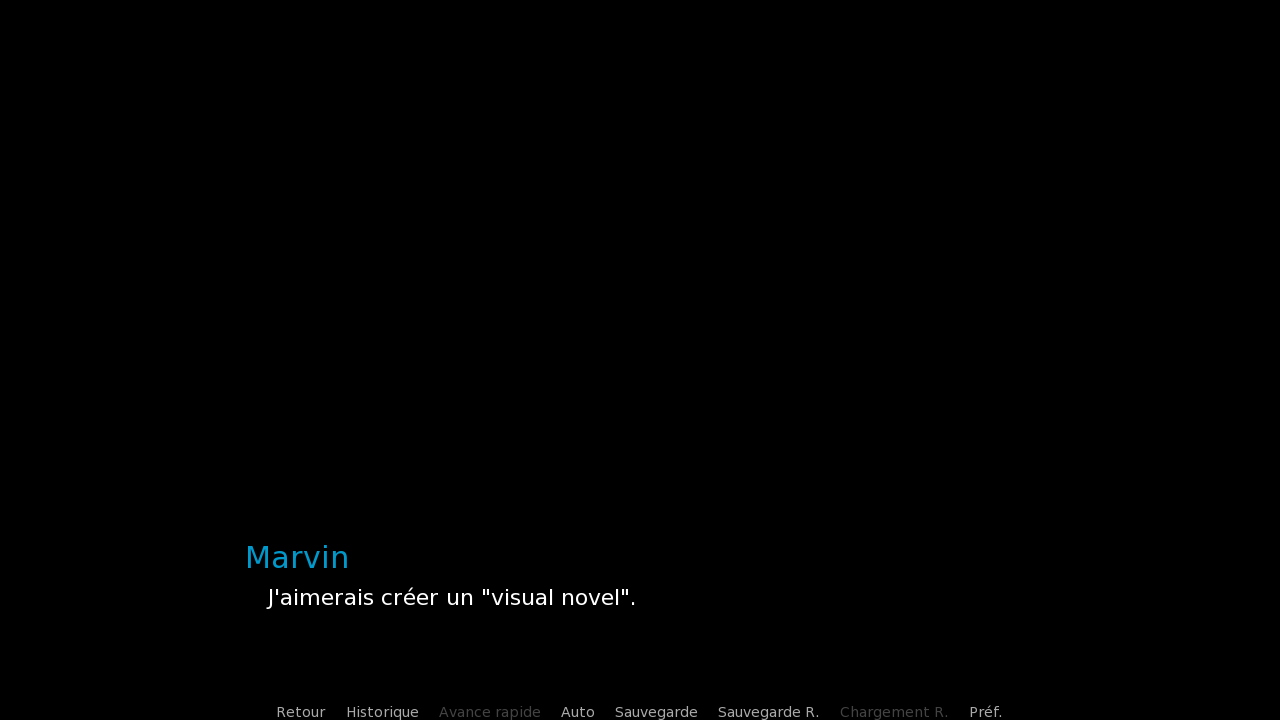 Marvin
J'aimerais créer un "visual novel".
Retour Historique Avance rapide Auto Sauvegarde Sauvegarde R. Chargement R. Préf.